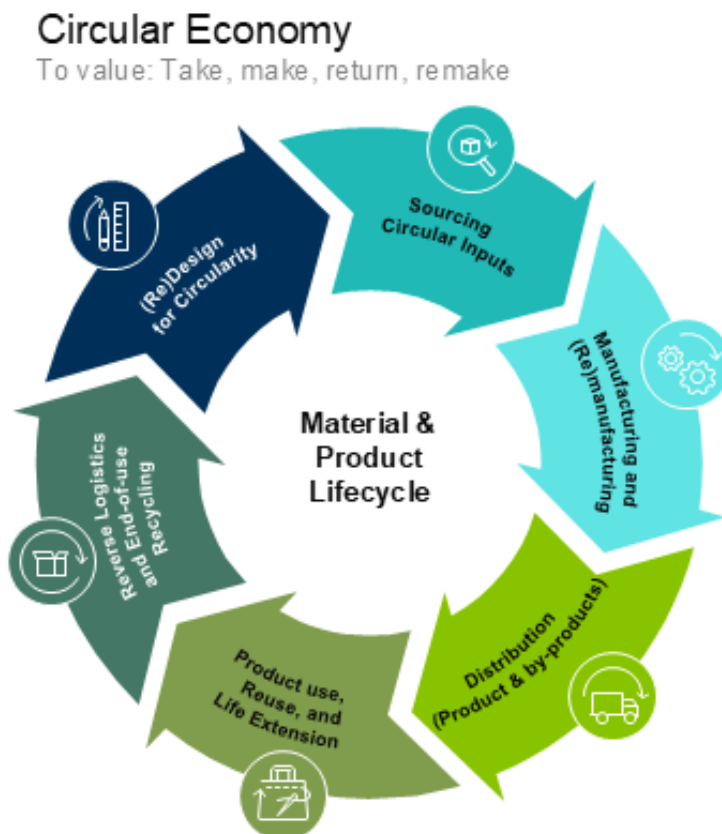 Circular Economy
To value: Take, make, return, remake
Sourcing
Circular Inputs
Manufacturing and
(Re)manufacturing
Distribution
(Product & by-products)
Product use,
Reuse, and
Life Extension
Reverse Logistics
and End-of-use
Recycling
(Re)Design
for Circularity
Material &
Product
Lifecycle